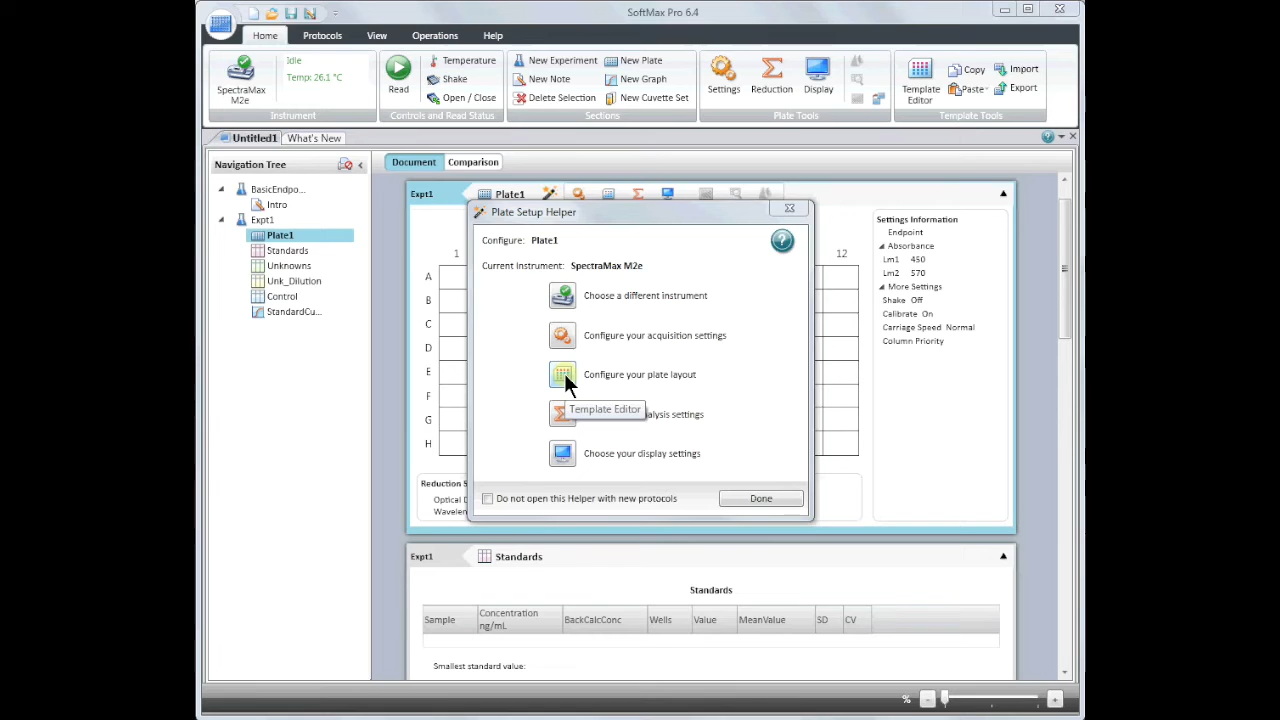 SoftMax Pro 6.4
Home
Protocols
View
Operations
Help
SpectraMax
M2e
Idle
Temp: 26.1 °C
Instrument
Read
Temperature
Shake
Open / Close
Controls and Read Status
New Experiment
New Plate
New Note
New Graph
Delete Selection
New Cuvette Set
Sections
Settings
Reduction
Display
Plate Tools
Template
Editor
Copy
Import
Paste
Export
Template Tools
Untitled1
What's New
Navigation Tree
BasicEndpo...
Intro
Expt1
Plate1
Standards
Unknowns
Unk_Dilution
Control
StandardCu...
Document
Comparison
Expt1
Plate1
1
12
A
B
C
D
E
F
G
H
Settings Information
Endpoint
Absorbance
Lm1 450
Lm2 570
More Settings
Shake Off
Calibrate On
Carriage Speed Normal
Column Priority
Plate Setup Helper
Configure: Plate1
Current Instrument: SpectraMax M2e
Choose a different instrument
Configure your acquisition settings
Configure your plate layout
Template Editor
alysis settings
Choose your display settings
Do not open this Helper with new protocols
Done
Reduction S
Optical D
Wavelen
Expt1
Standards
Standards
Sample
Concentration
ng/mL
BackCalcConc
Wells
Value
MeanValue
SD
CV
Smallest standard value:
%